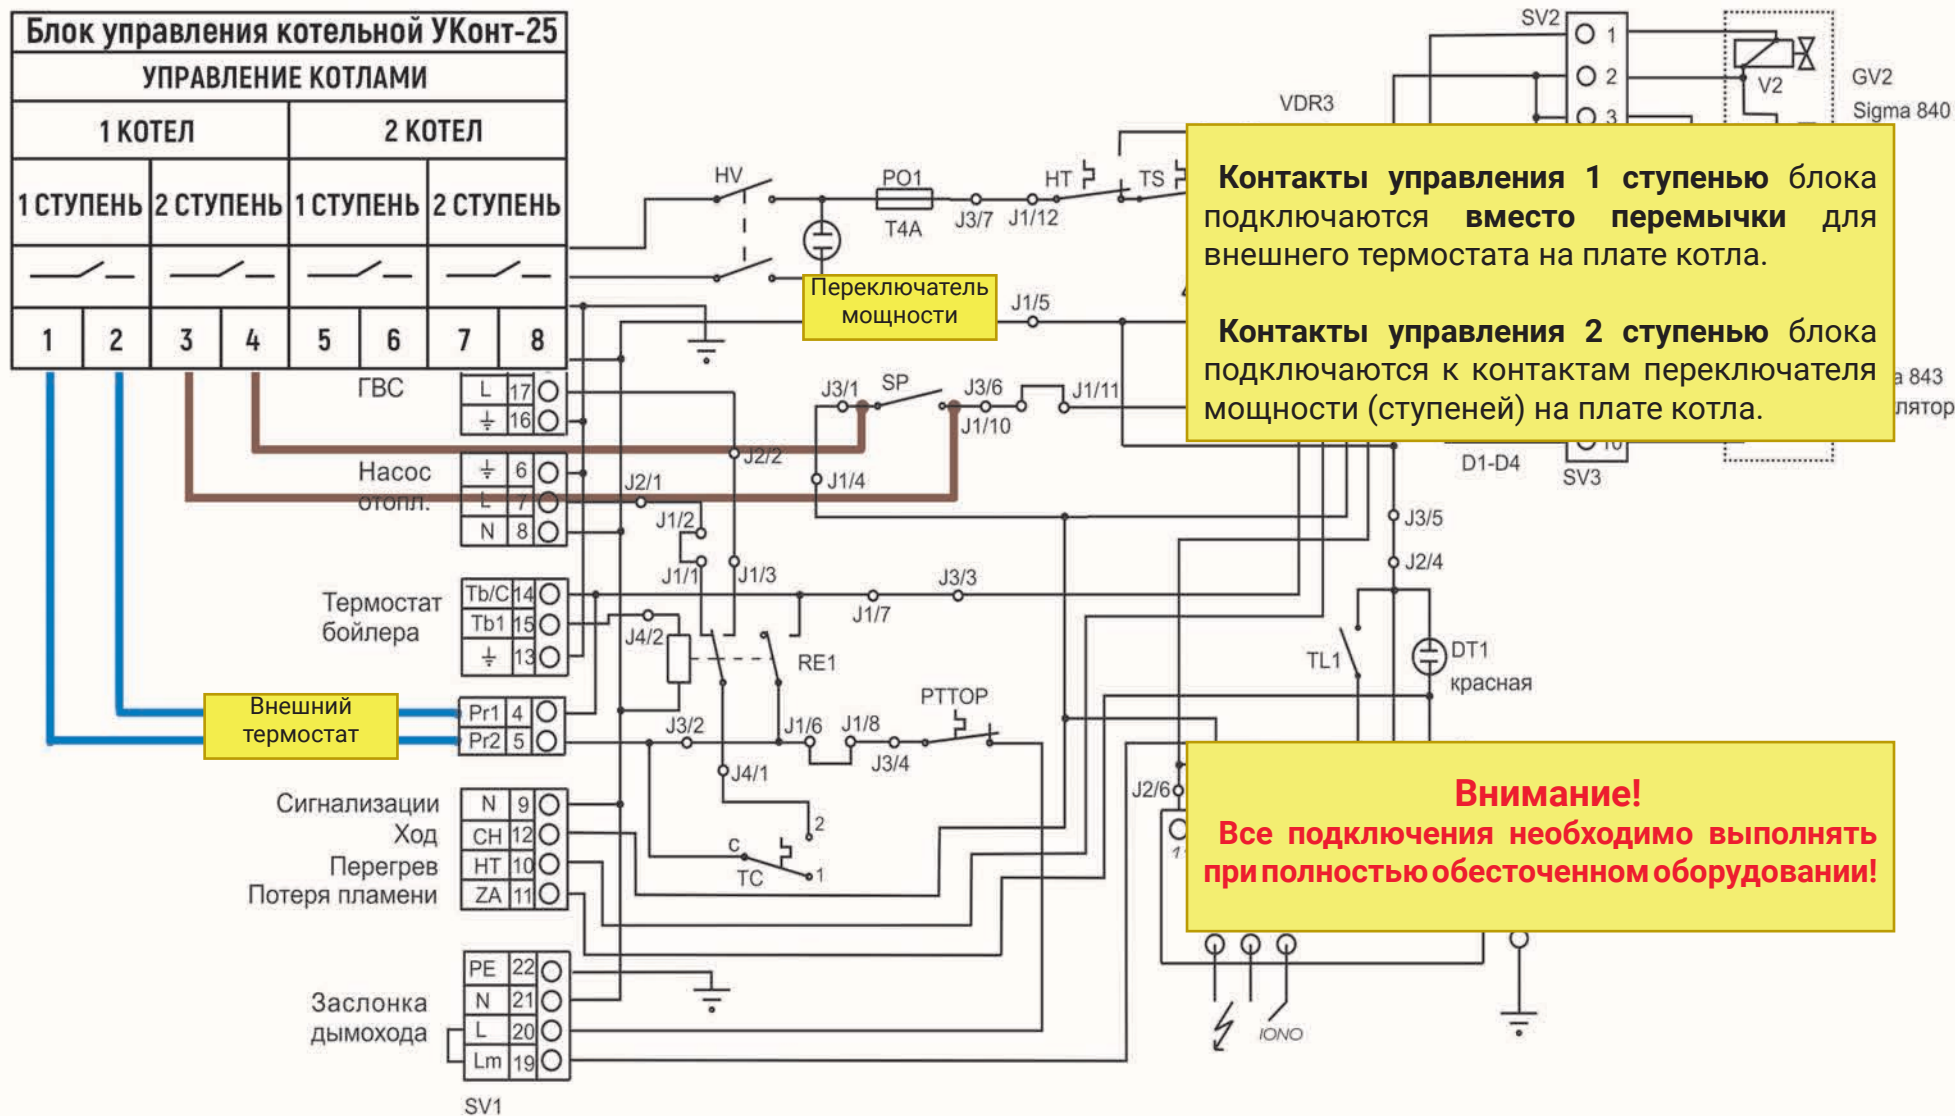 Блок управления котельной УКонт-25
УПРАВЛЕНИЕ КОТЛАМИ
1 КОТЕЛ 2 КОТЕЛ
1 СТУПЕНЬ 2 СТУПЕНЬ 1 СТУПЕНЬ 2 СТУПЕНЬ
1 2 3 4 5 6 7 8
SV2
1
2
3
V2
GV2
Sigma 840
VDR3
HV
PO1
T4A
J3/7
J1/12
HT
TS
Контакты управления 1 ступенью блока
подключаются вместо перемычки для
внешнего термостата на плате котла.
Контакты управления 2 ступенью блока
подключаются к контактам переключателя
мощности (ступеней) на плате котла.
Переключатель
мощности
J1/5
а 843
лятор
D1-D4
SV3
ГВС
L 17
16
J3/1
SP
J3/6
J1/10
J1/11
J2/2
J1/4
Насос
отопл.
6
L 7
N 8
J2/1
J1/2
J1/1
J1/3
J3/5
J2/4
Термостат
бойлера
Tb/C 14
Tb1 15
13
J4/2
RE1
J1/7
J3/3
TL1
DT1
красная
Внешний
термостат
Pr1 4
Pr2 5
J3/2
J1/6
J1/8
J3/4
PTTOP
J4/1
2
C
TC
1
J2/6
Внимание!
Все подключения необходимо выполнять
при полностью обесточенном оборудовании!
Сигнализации
Ход
Перегрев
Потеря пламени
N 9
CH 12
HT 10
ZA 11
Заслонка
дымохода
PE 22
N 21
L 20
Lm 19
SV1
IONO